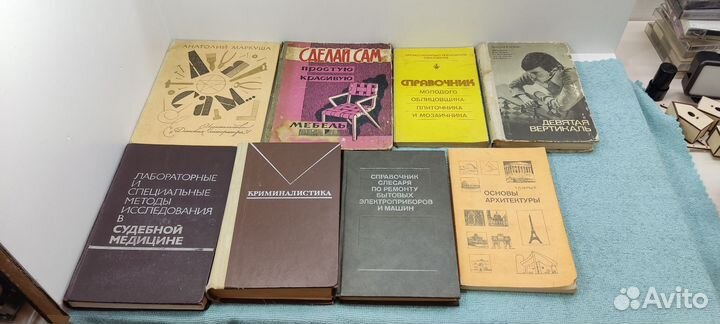 АНАТОЛИЙ МАРКУША
САМ
СДЕЛАЙ САМ
ПРОСТУЮ
КРАСИВУЮ
МЕБЕЛЬ
СПРАВОЧНИК
МОЛОДОГО
ОБЛИЦОВЩИКА-
ПЛИТОЧНИКА
И МОЗАИЧНИКА
ДЕВЯТАЯ
ВЕРТИКАЛЬ
ЛАБОРАТОРНЫЕ
И
СПЕЦИАЛЬНЫЕ
МЕТОДЫ
ИССЛЕДОВАНИЯ
В
СУДЕБНОЙ
МЕДИЦИНЕ
КРИМИНАЛИСТИКА
СПРАВОЧНИК
СЛЕСАРЯ
ПО РЕМОНТУ
БЫТОВЫХ
ЭЛЕКТРОПРИБОРОВ
И МАШИН
ОСНОВЫ
АРХИТЕКТУРЫ
Avito